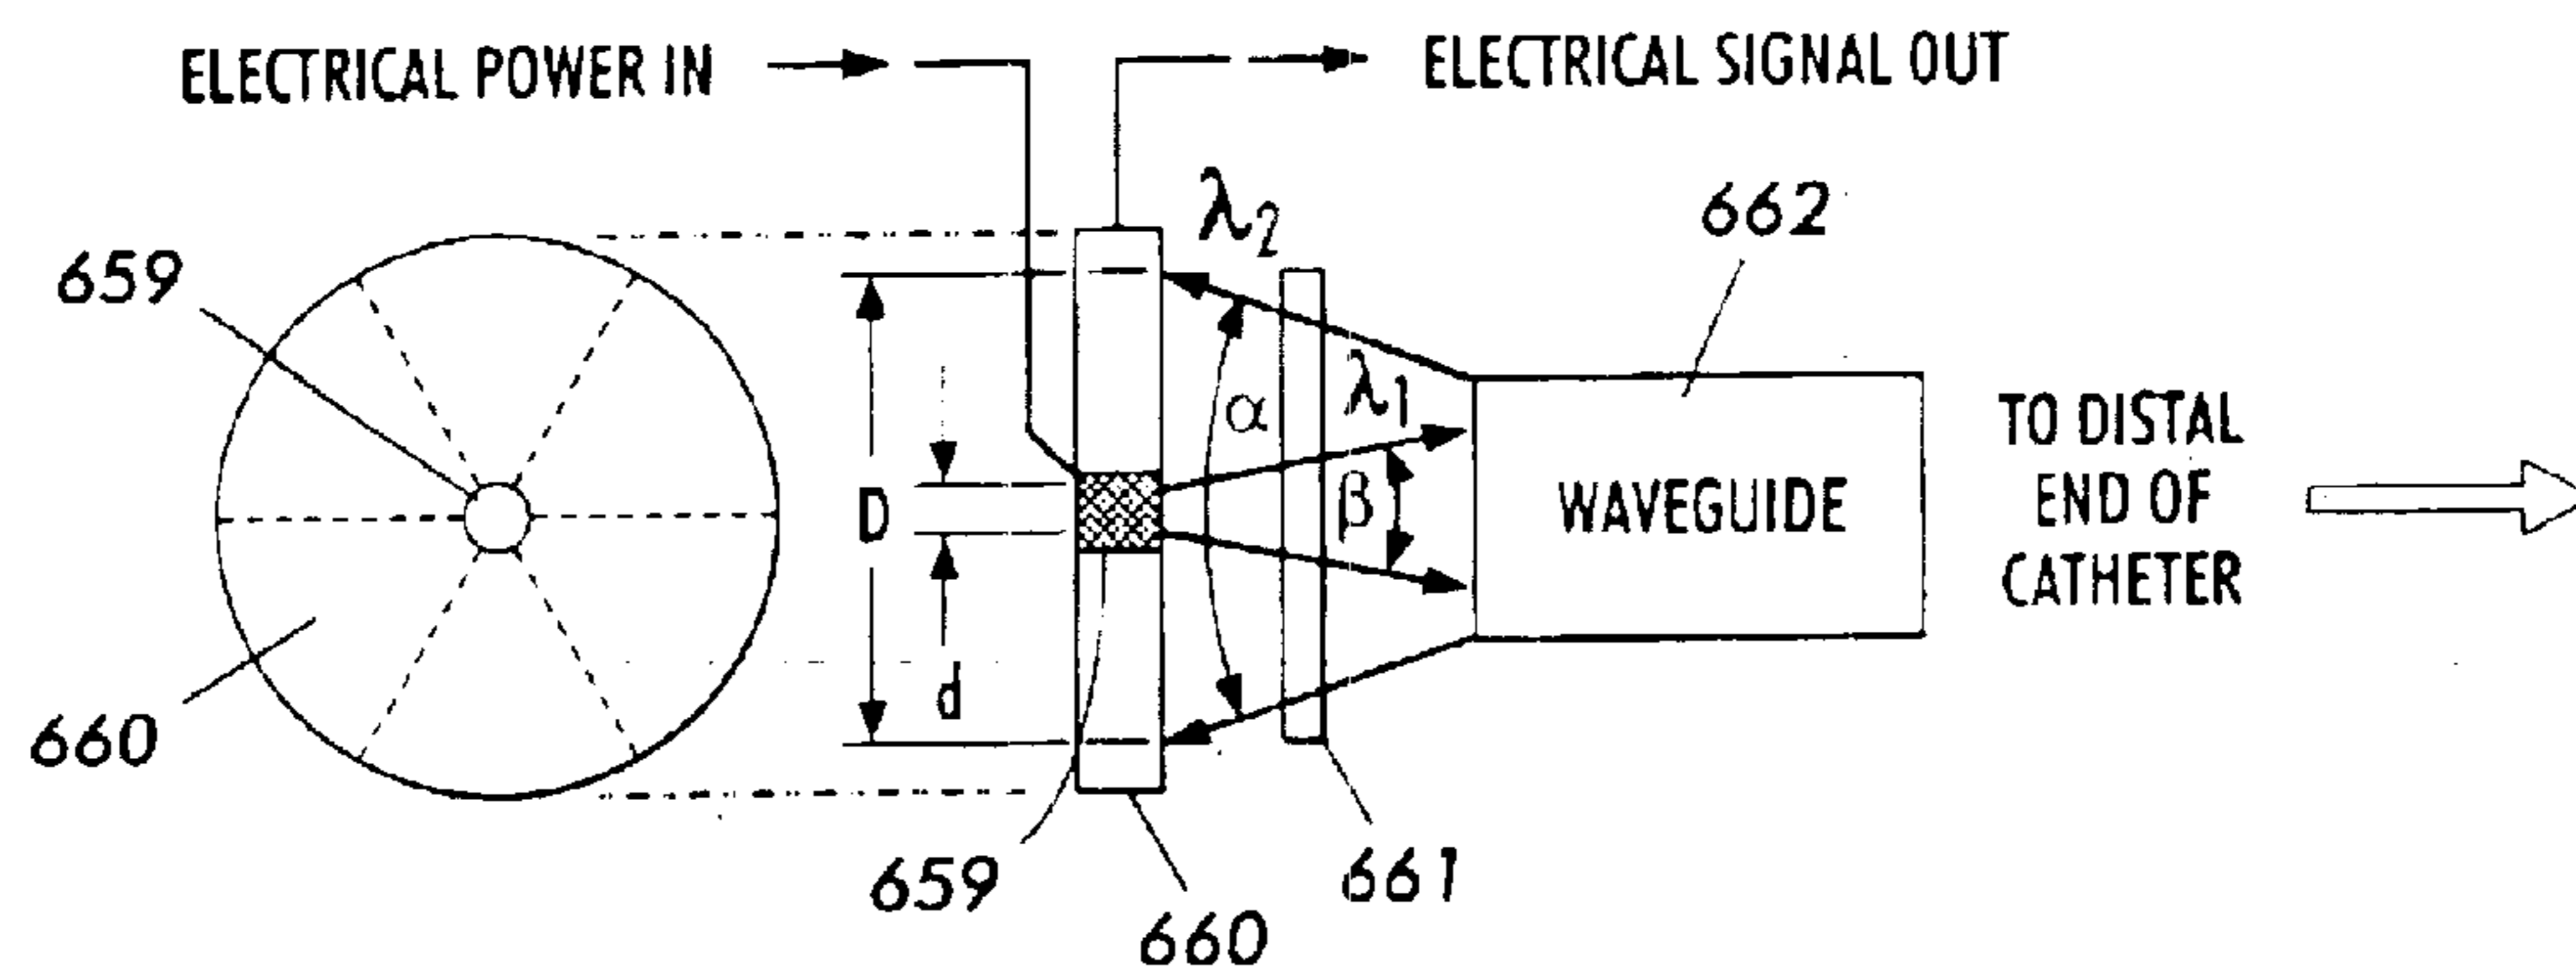 ELECTRICAL POWER IN
ELECTRICAL SIGNAL OUT
λ2
662
659
λ1
α
D
β
WAVEGUIDE
TO DISTAL
END OF
CATHETER
d
660
659
661
660